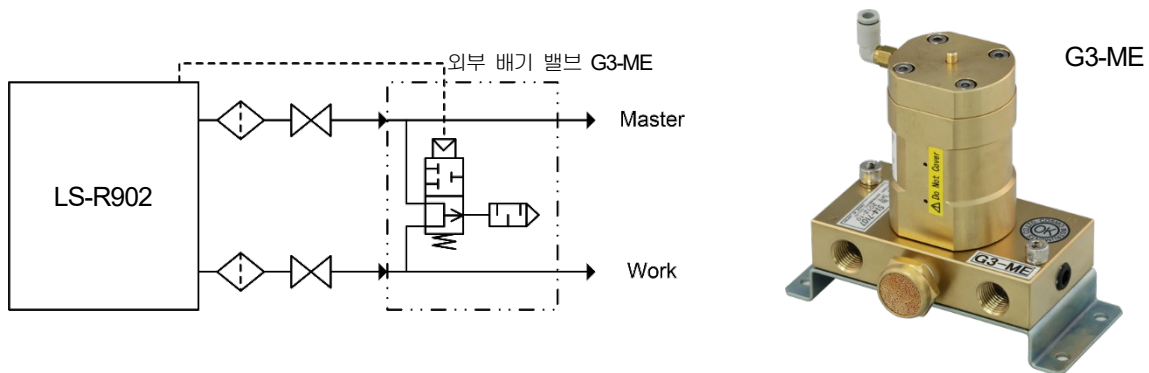 외부 배기 밸브 G3-ME
G3-ME
Master
LS-R902
Work
Do Not Cover
OK
G3-ME